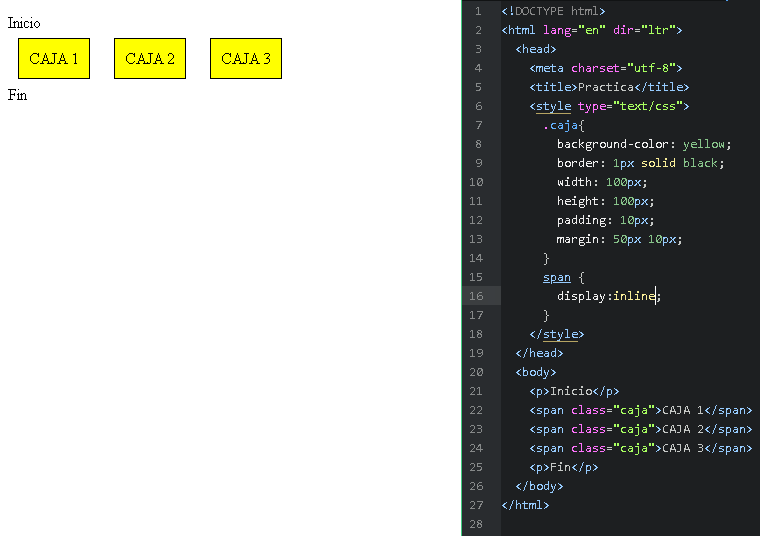 Inicio
CAJA 1 CAJA 2 CAJA 3
Fin
1 <!DOCTYPE html>
2 <html lang="en" dir="ltr">
3 <head>
4 <meta charset="utf-8">
5 <title>Practica</title>
6 <style type="text/css">
7 .caja{
8 background-color: yellow;
9 border: 1px solid black;
10 width: 100px;
11 height: 100px;
12 padding: 10px;
13 margin: 50px 10px;
14 }
15 span {
16 display:inline;
17 }
18 </style>
19 </head>
20 <body>
21 <p>Inicio</p>
22 <span class="caja">CAJA 1</span>
23 <span class="caja">CAJA 2</span>
24 <span class="caja">CAJA 3</span>
25 <p>Fin</p>
26 </body>
27 </html>
28